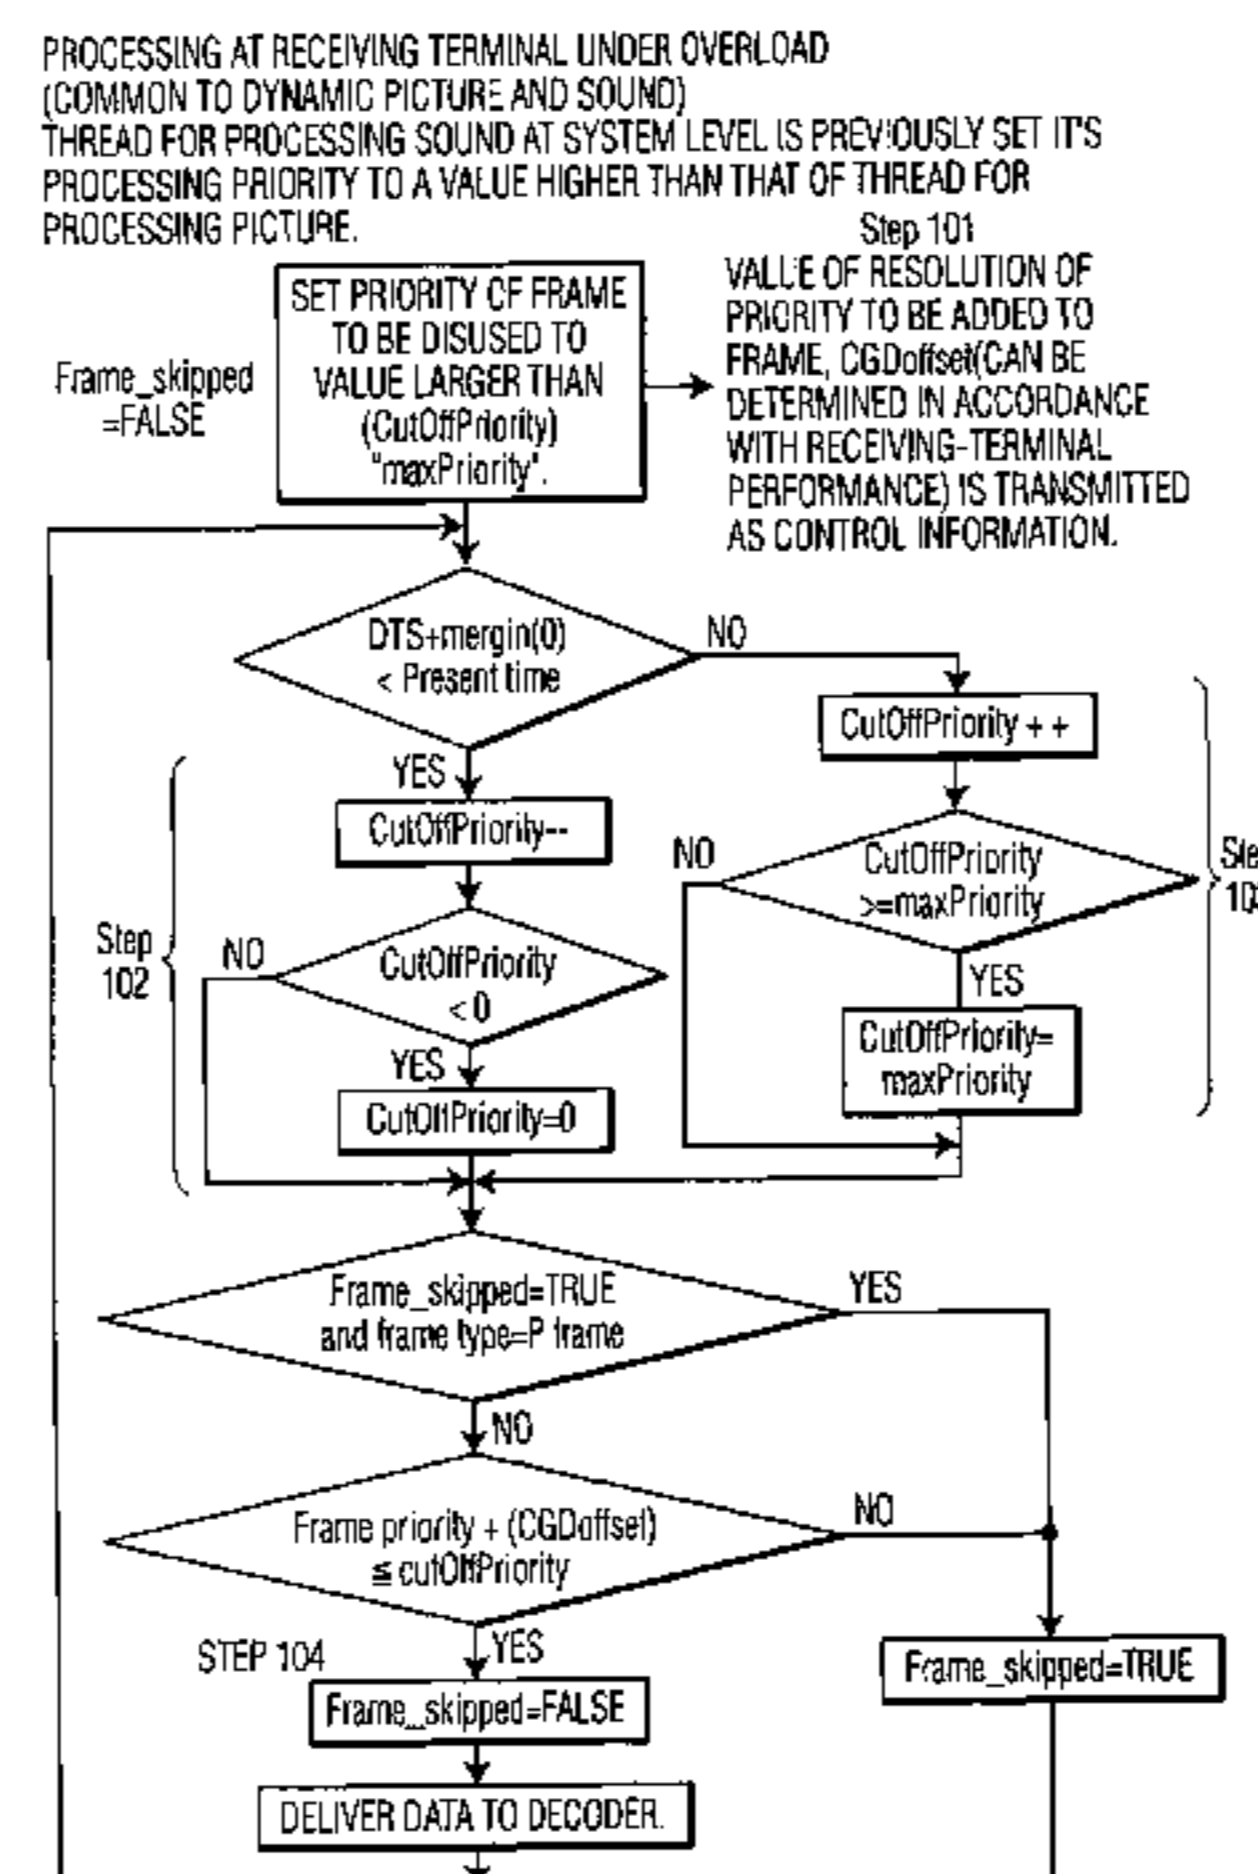 PROCESSING AT RECEIVING TERMINAL UNDER OVERLOAD
(COMMON TO DYNAMIC PICTURE AND SOUND)
THREAD FOR PROCESSING SOUND AT SYSTEM LEVEL IS PREVIOUSLY SET IT'S
PROCESSING PRIORITY TO A VALUE HIGHER THAN THAT OF THREAD FOR
PROCESSING PICTURE.
Frame_skipped
=FALSE
SET PRIORITY OF FRAME
TO BE DISUSED TO
VALUE LARGER THAN
(CutOffPriority)
"maxPriority".
Step 101
VALUE OF RESOLUTION OF
PRIORITY TO BE ADDED TO
FRAME, CGDoffset(CAN BE
DETERMINED IN ACCORDANCE
WITH RECEIVING-TERMINAL
PERFORMANCE) IS TRANSMITTED
AS CONTROL INFORMATION.
DTS+mergin(0)
< Present time
NO
YES
CutOffPriority++
CutOffPriority--
NO
CutOffPriority
>=maxPriority
YES
CutOffPriority=
maxPriority
Step
102
NO
CutOffPriority
< 0
YES
CutOffPriority=0
Frame_skipped=TRUE
and frame type=P frame
YES
NO
Frame priority + (CGDoffset)
≦ cutOffPriority
NO
YES
STEP 104
Frame_skipped=FALSE
Frame_skipped=TRUE
DELIVER DATA TO DECODER.